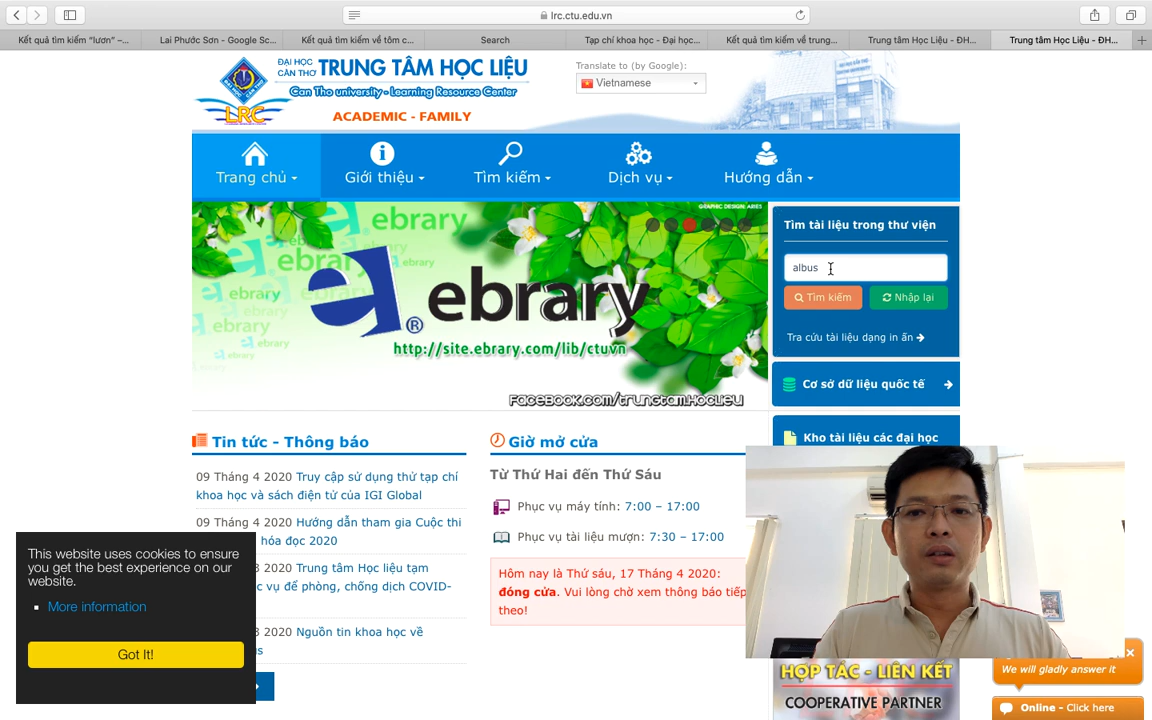 lrc.ctu.edu.vn
Kết quả tìm kiếm “lươn” –...
Lai Phước Sơn - Google Sc...
Kết quả tìm kiếm về tôm c...
Search
Tạp chí khoa học - Đại học...
Kết quả tìm kiếm về trung...
Trung tâm Học Liệu - ĐH...
Trung tâm Học Liệu - ĐH...
ĐẠI HỌC
CẦN THƠ
TRUNG TÂM HỌC LIỆU
Can Tho university - Learning Resource Center
LRC
ACADEMIC - FAMILY
Translate to (by Google):
Vietnamese
Trang chủ
Giới thiệu
Tìm kiếm
Dịch vụ
Hướng dẫn
GRAPHIC DESIGN: ARIES
ebrary
ebrary
ebrary
ebrary
ebrary
ebrary
ebrary
ebrary
®
http://site.ebrary.com/lib/ctuvn
FACEBOOK.COM/TRUNGTAMHOCLIEU
Tìm tài liệu trong thư viện
albus
Tìm kiếm
Nhập lại
Tra cứu tài liệu dạng in ấn
Cơ sở dữ liệu quốc tế
Kho tài liệu các đại học
Tin tức - Thông báo
09 Tháng 4 2020 Truy cập sử dụng thử tạp chí
khoa học và sách điện tử của IGI Global
09 Tháng 4 2020 Hướng dẫn tham gia Cuộc thi
hóa đọc 2020
Trung tâm Học liệu tạm
vụ để phòng, chống dịch COVID-
2020 Nguồn tin khoa học về
us
Giờ mở cửa
Từ Thứ Hai đến Thứ Sáu
Phục vụ máy tính: 7:00 – 17:00
Phục vụ tài liệu mượn: 7:30 – 17:00
Hôm nay là Thứ sáu, 17 Tháng 4 2020:
đóng cửa. Vui lòng chờ xem thông báo tiếp
theo!
This website uses cookies to ensure
you get the best experience on our
website.
More information
Got It!
HỢP TÁC - LIÊN KẾT
COOPERATIVE PARTNER
We will gladly answer it
Online - Click here